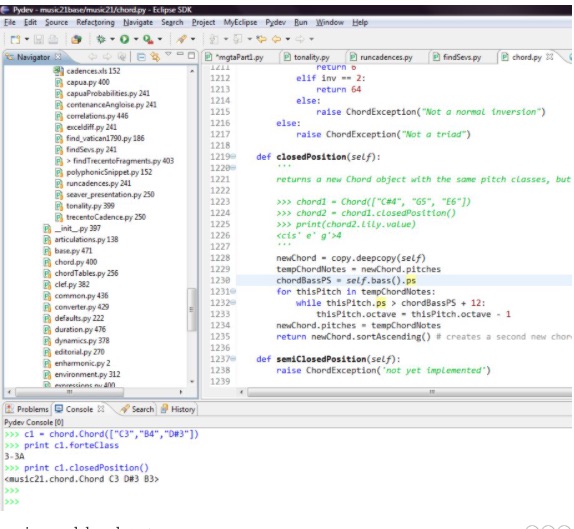 Pydev - music21base/music21/chord.py - Eclipse SDK
File Edit Source Refactoring Navigate Search Project MyEclipse Pydev Run Window Help
Navigator
cadences.xls 152
capua.py 400
capuaProbabilities.py 241
contenanceAngloise.py 241
correlations.py 446
exceldiff.py 241
find_vatican1790.py 186
findSevs.py 241
> findTrecentoFragments.py 403
polyphonicSnippet.py 152
runcadences.py 241
seaver_presentation.py 250
tonality.py 399
trecentoCadence.py 250
__init__.py 397
articulations.py 138
base.py 471
chord.py 400
chordTables.py 256
clef.py 382
common.py 436
converter.py 429
defaults.py 222
duration.py 476
dynamics.py 378
editorial.py 270
enharmonic.py 2
environment.py 312
expressions.py 400
*mgtaPart1.py tonality.py runcadences.py findSevs.py chord.py
1211 return 6
1212 elif inv == 2:
1213 return 64
1214 else:
1215 raise ChordException("Not a normal inversion")
1216 else:
1217 raise ChordException("Not a triad")
1218
1219 def closedPosition(self):
1220 '''
1221 returns a new Chord object with the same pitch classes, but
1222
1223 >>> chord1 = Chord(["C#4", "G5", "E6"])
1224 >>> chord2 = chord1.closedPosition()
1225 >>> print(chord2.lily.value)
1226 <cis' e' g'>4
1227 '''
1228 newChord = copy.deepcopy(self)
1229 tempChordNotes = newChord.pitches
1230 chordBassPS = self.bass().ps
1231 for thisPitch in tempChordNotes:
1232 while thisPitch.ps > chordBassPS + 12:
1233 thisPitch.octave = thisPitch.octave - 1
1234 newChord.pitches = tempChordNotes
1235 return newChord.sortAscending() # creates a second new chor
1236
1237 def semiClosedPosition(self):
1238 raise ChordException('not yet implemented')
1239
Problems Console Search History
Pydev Console [0]
>>> c1 = chord.Chord(["C3","B4","D#3"])
>>> print c1.forteClass
3-3A
>>> print c1.closedPosition()
<music21.chord.Chord C3 D#3 B3>
>>>
>>>